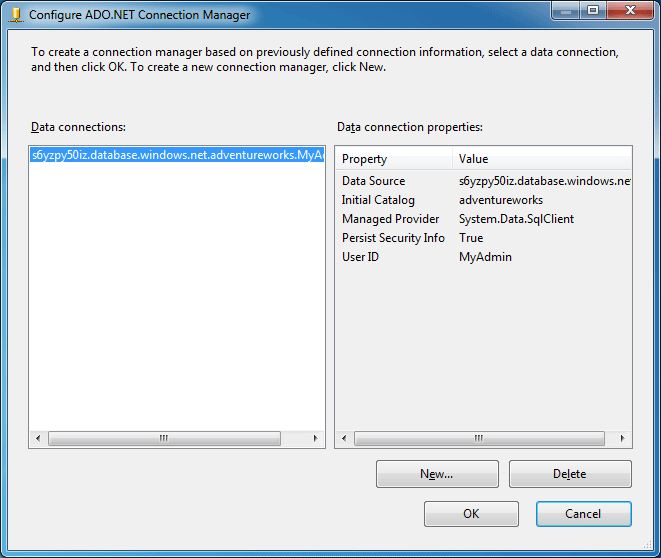 Configure ADO.NET Connection Manager
To create a connection manager based on previously defined connection information, select a data connection,
and then click OK. To create a new connection manager, click New.
Data connections:
s6yzpy50iz.database.windows.net.adventureworks.MyAd
Data connection properties:
Property Value
Data Source s6yzpy50iz.database.windows.net
Initial Catalog adventureworks
Managed Provider System.Data.SqlClient
Persist Security Info True
User ID MyAdmin
New...
Delete
OK
Cancel